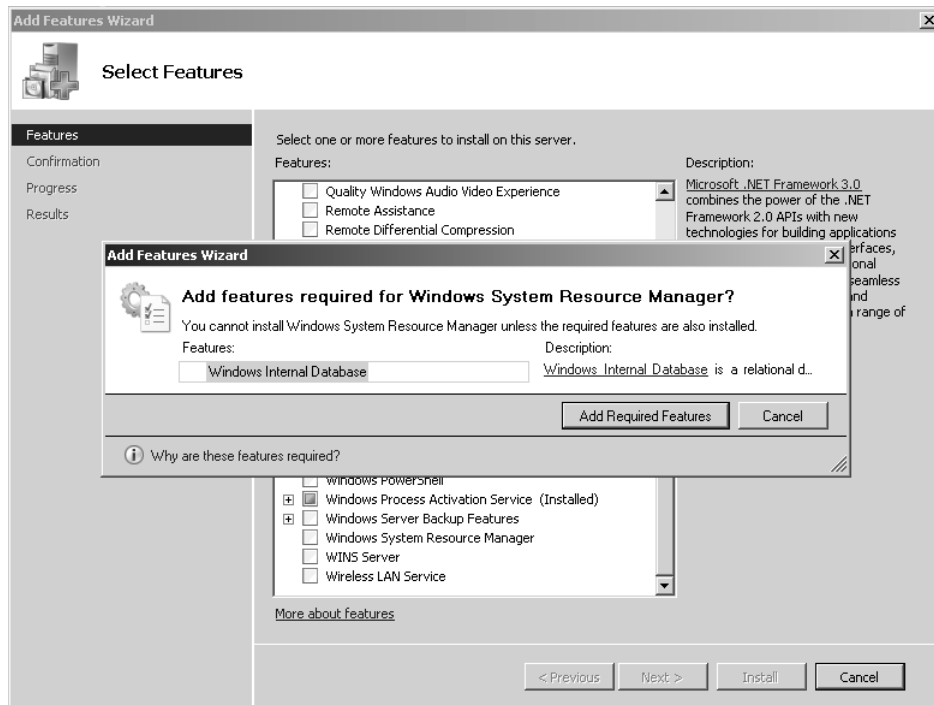 Add Features Wizard
Select Features
Features
Confirmation
Progress
Results
Select one or more features to install on this server.
Features:
Quality Windows Audio Video Experience
Remote Assistance
Remote Differential Compression
Description:
Microsoft .NET Framework 3.0
combines the power of the .NET
Framework 2.0 APIs with new
technologies for building applications
erfaces,
onal
seamless
nd
range of
Add Features Wizard
Add features required for Windows System Resource Manager?
You cannot install Windows System Resource Manager unless the required features are also installed.
Features:
Windows Internal Database
Description:
Windows Internal Database is a relational d...
Add Required Features
Cancel
Why are these features required?
Windows PowerShell
Windows Process Activation Service (Installed)
Windows Server Backup Features
Windows System Resource Manager
WINS Server
Wireless LAN Service
More about features
< Previous
Next >
Install
Cancel